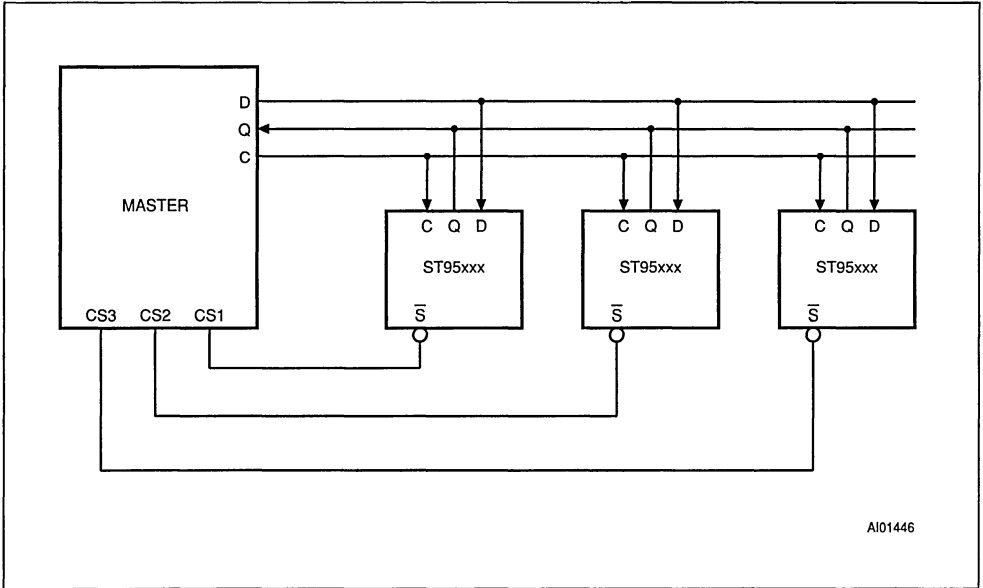 D
Q
C
MASTER
CS3 CS2 CS1
C Q D
ST95xxx
S̅
C Q D
ST95xxx
S̅
C Q D
ST95xxx
S̅
AI01446